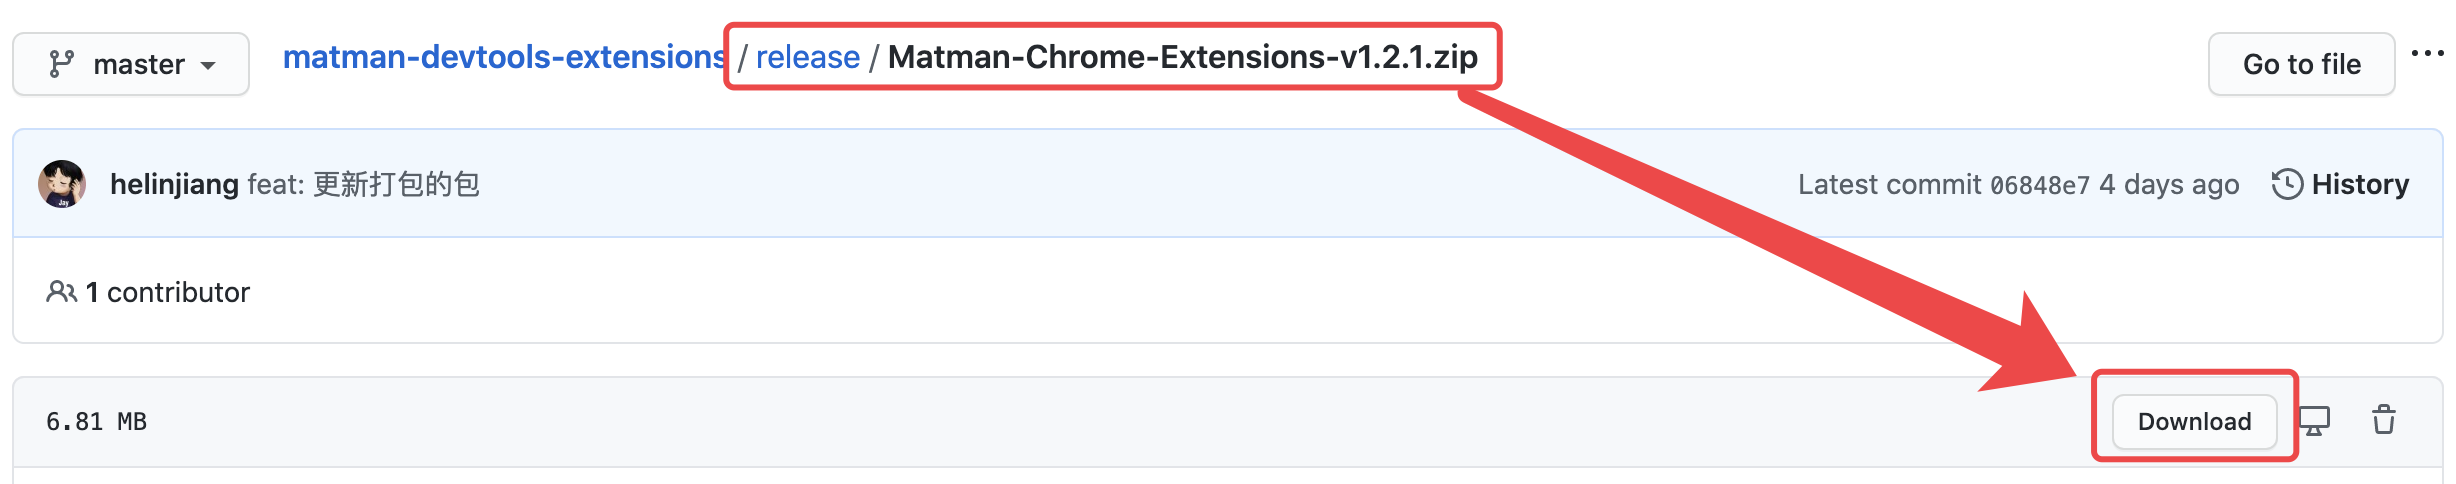 master
matman-devtools-extensions / release / Matman-Chrome-Extensions-v1.2.1.zip
Go to file
helinjiang feat: 更新打包的包
Latest commit 06848e7 4 days ago
History
Jay
1 contributor
6.81 MB
Download